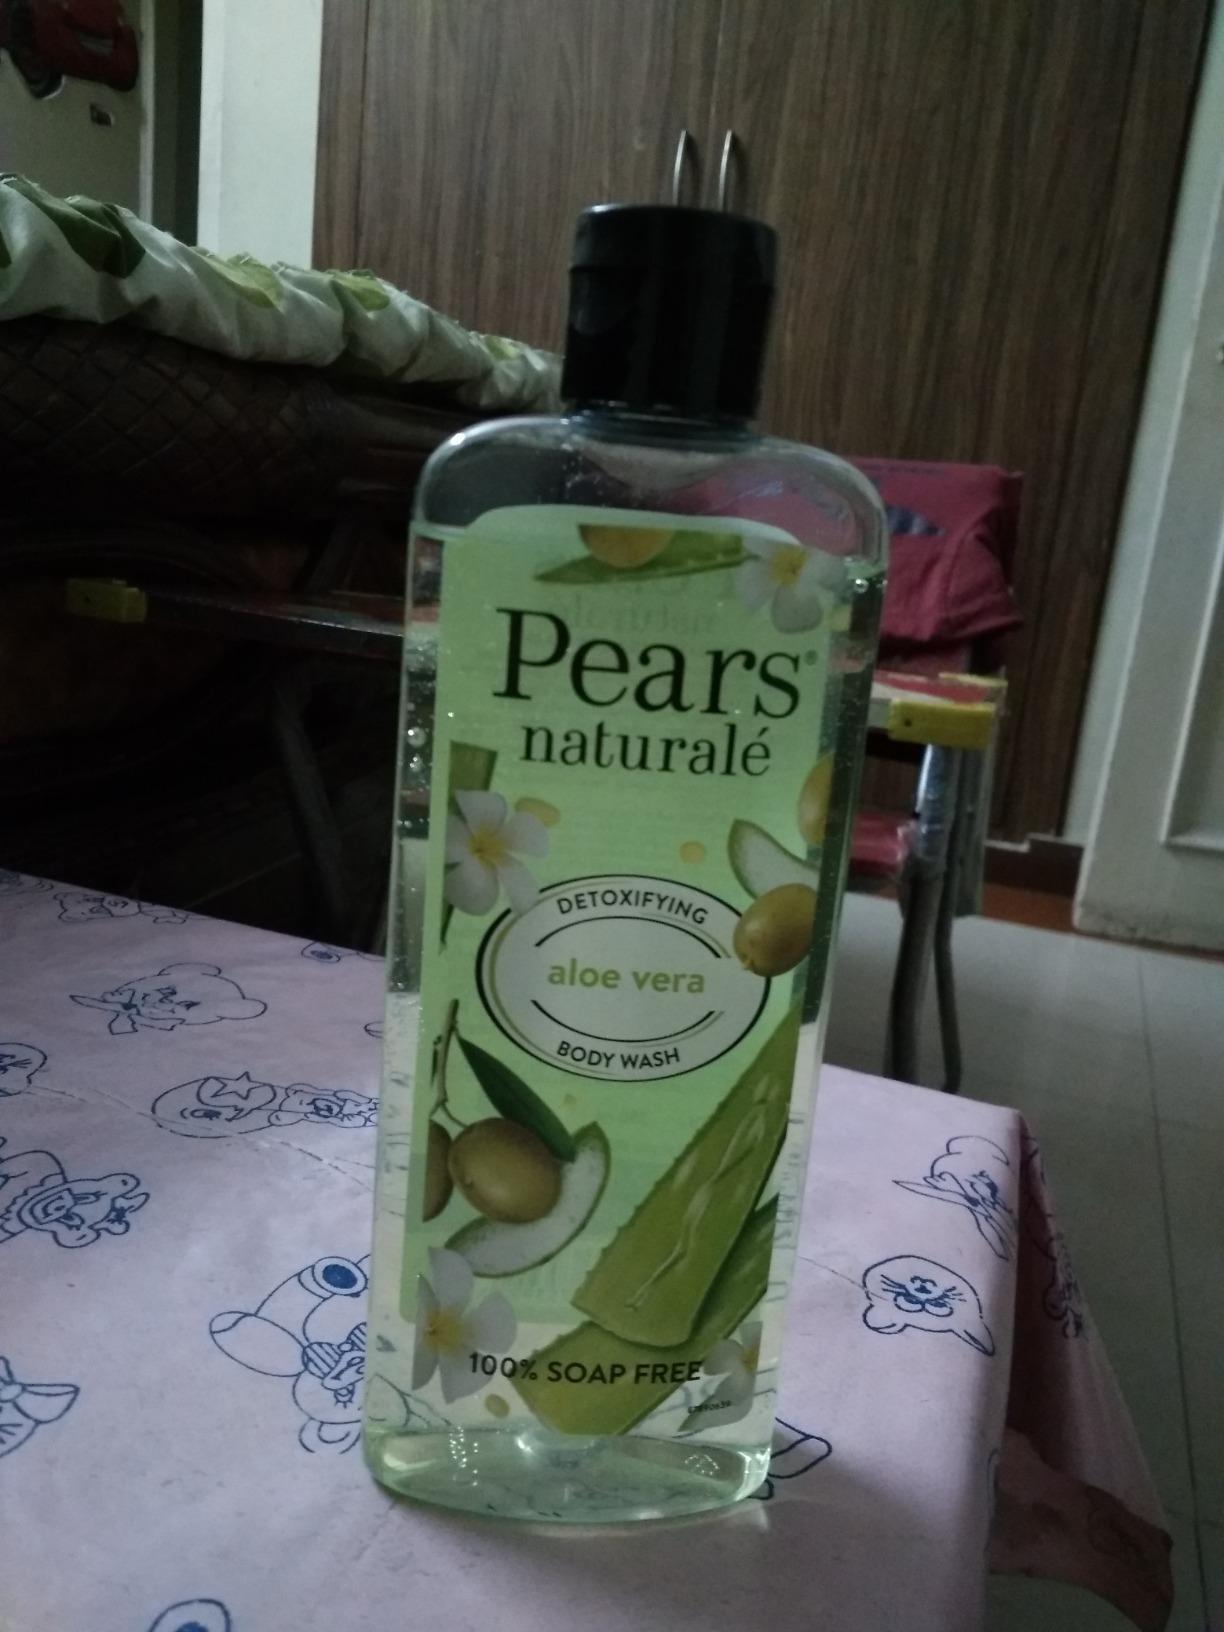 Pears®
naturalé
DETOXIFYING
aloe vera
BODY WASH
100% SOAP FREE